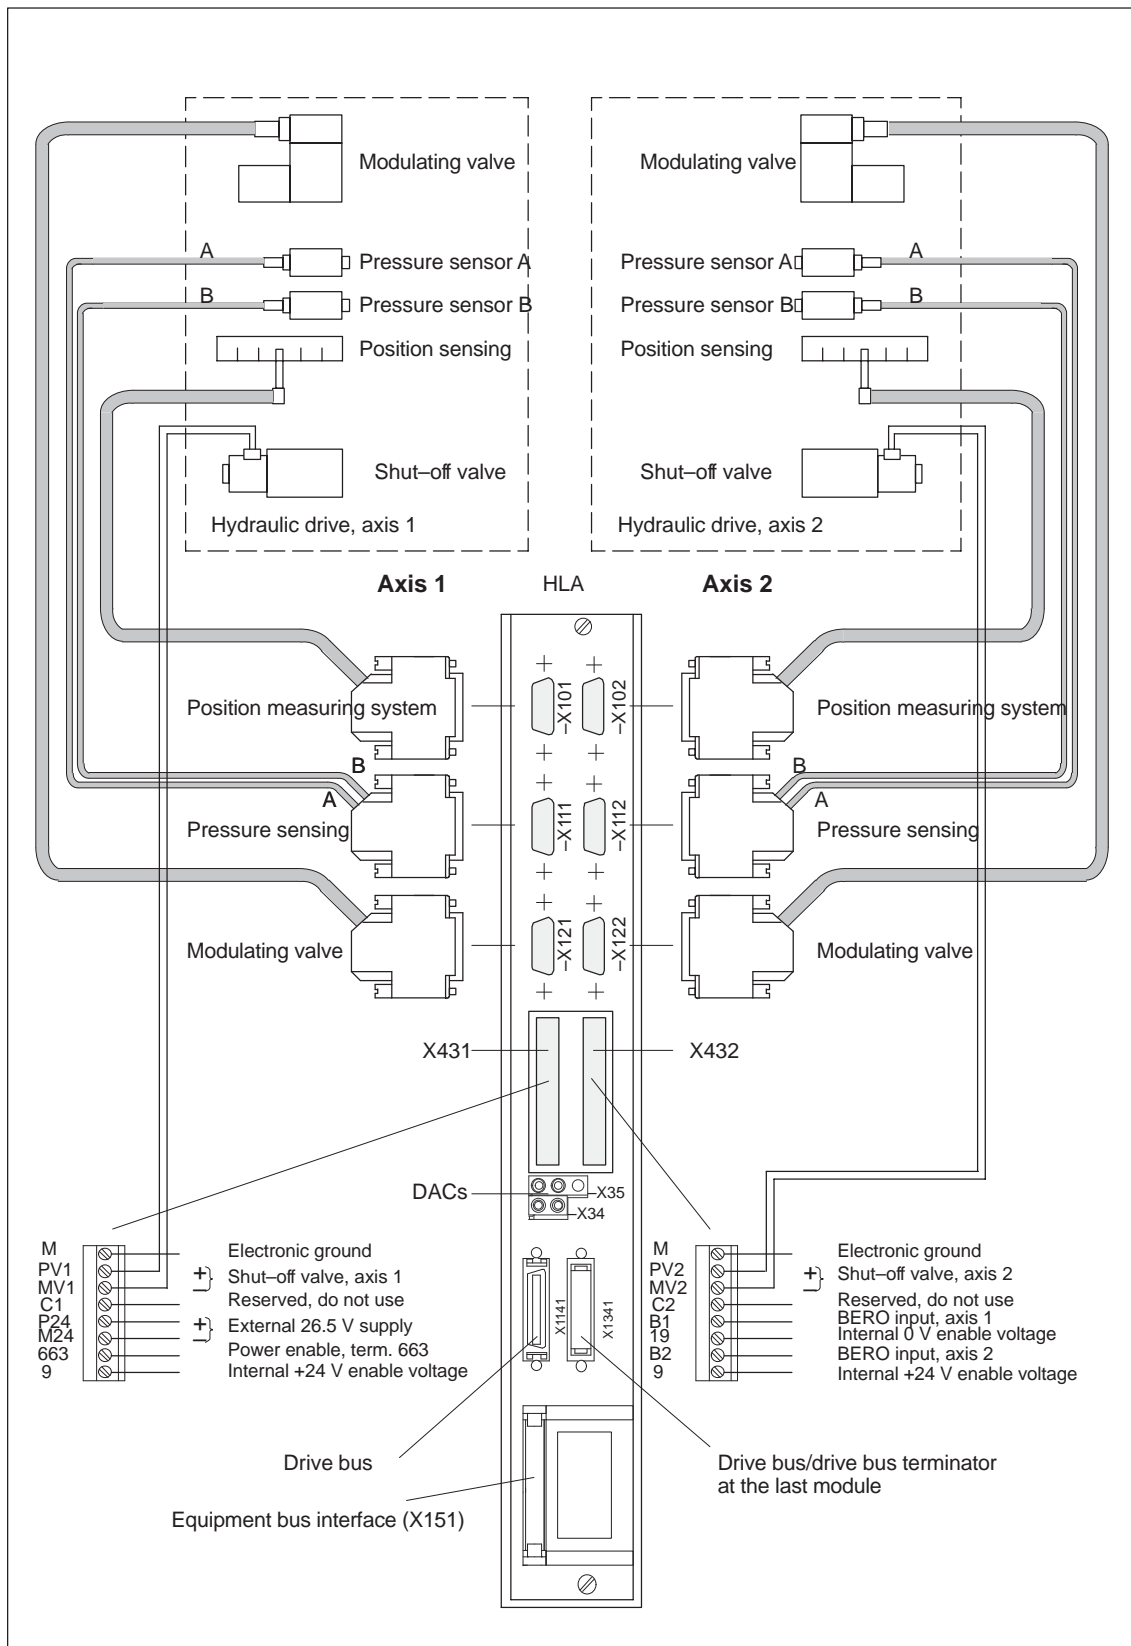 Modulating valve
Modulating valve
A
Pressure sensor A
Pressure sensor A
A
B
Pressure sensor B
Pressure sensor B
B
Position sensing
Position sensing
Shut–off valve
Shut–off valve
Hydraulic drive, axis 1
Hydraulic drive, axis 2
Axis 1
HLA
Axis 2
Position measuring system
–X101
–X102
Position measuring system
B
A
B
A
Pressure sensing
–X111
–X112
Pressure sensing
Modulating valve
–X121
–X122
Modulating valve
X431
X432
DACs
–X35
–X34
M
Electronic ground
PV1
+
Shut–off valve, axis 1
MV1
–
C1
Reserved, do not use
P24
+
External 26.5 V supply
M24
–
663
Power enable, term. 663
9
Internal +24 V enable voltage
X1141
X1341
M
Electronic ground
PV2
+
Shut–off valve, axis 2
MV2
–
C2
Reserved, do not use
B1
BERO input, axis 1
19
Internal 0 V enable voltage
B2
BERO input, axis 2
9
Internal +24 V enable voltage
Drive bus
Drive bus/drive bus terminator
at the last module
Equipment bus interface (X151)